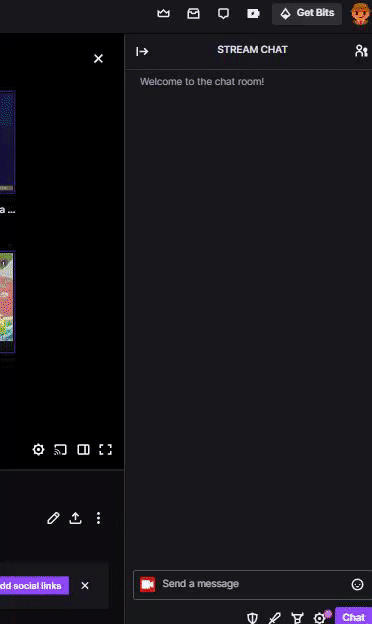 Get Bits
STREAM CHAT
Welcome to the chat room!
a ...
dd social links
Send a message
Chat